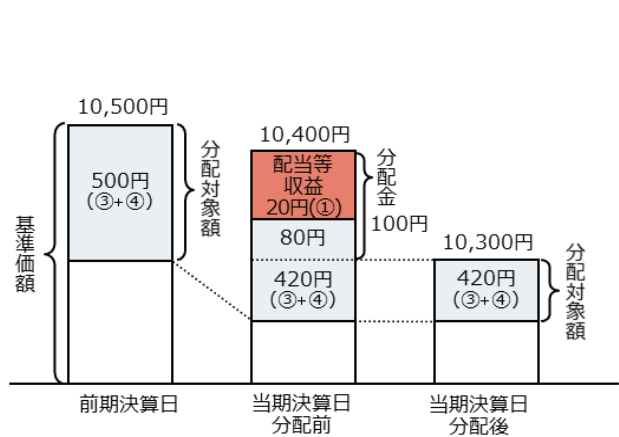 10,500円
500円
(③+④)
分配対象額
基準価額
10,400円
配当等
収益
20円(①)
80円
420円
(③+④)
分配金
100円
10,300円
420円
(③+④)
分配対象額
前期決算日
当期決算日
分配前
当期決算日
分配後